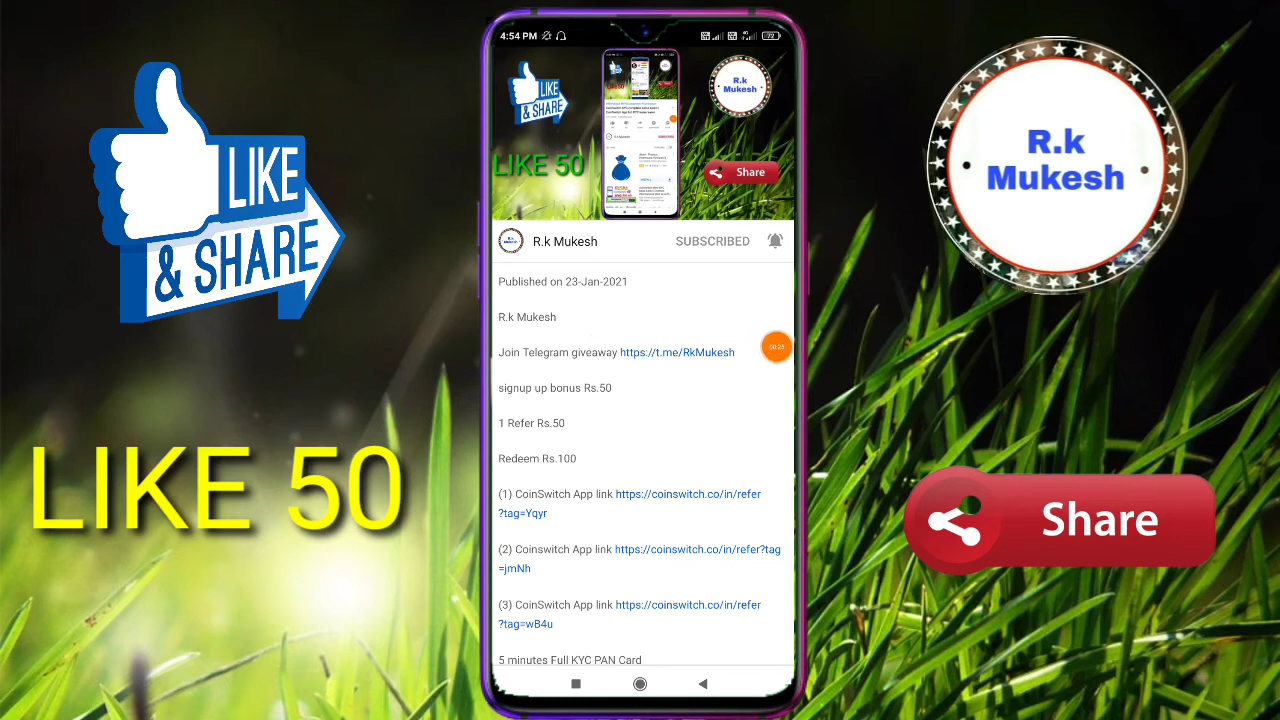 LIKE
& SHARE
LIKE 50
R.k
Mukesh
Share
4:54 PM
72
LIKE
& SHARE
LIKE 50
R.k
Mukesh
Share
R.k Mukesh
SUBSCRIBED
Published on 23-Jan-2021
R.k Mukesh
Join Telegram giveaway https://t.me/RkMukesh
00:25
signup up bonus Rs.50
1 Refer Rs.50
Redeem Rs.100
(1) CoinSwitch App link https://coinswitch.co/in/refer
?tag=Yqyr
(2) Coinswitch App link https://coinswitch.co/in/refer?tag
=jmNh
(3) CoinSwitch App link https://coinswitch.co/in/refer
?tag=wB4u
5 minutes Full KYC PAN Card